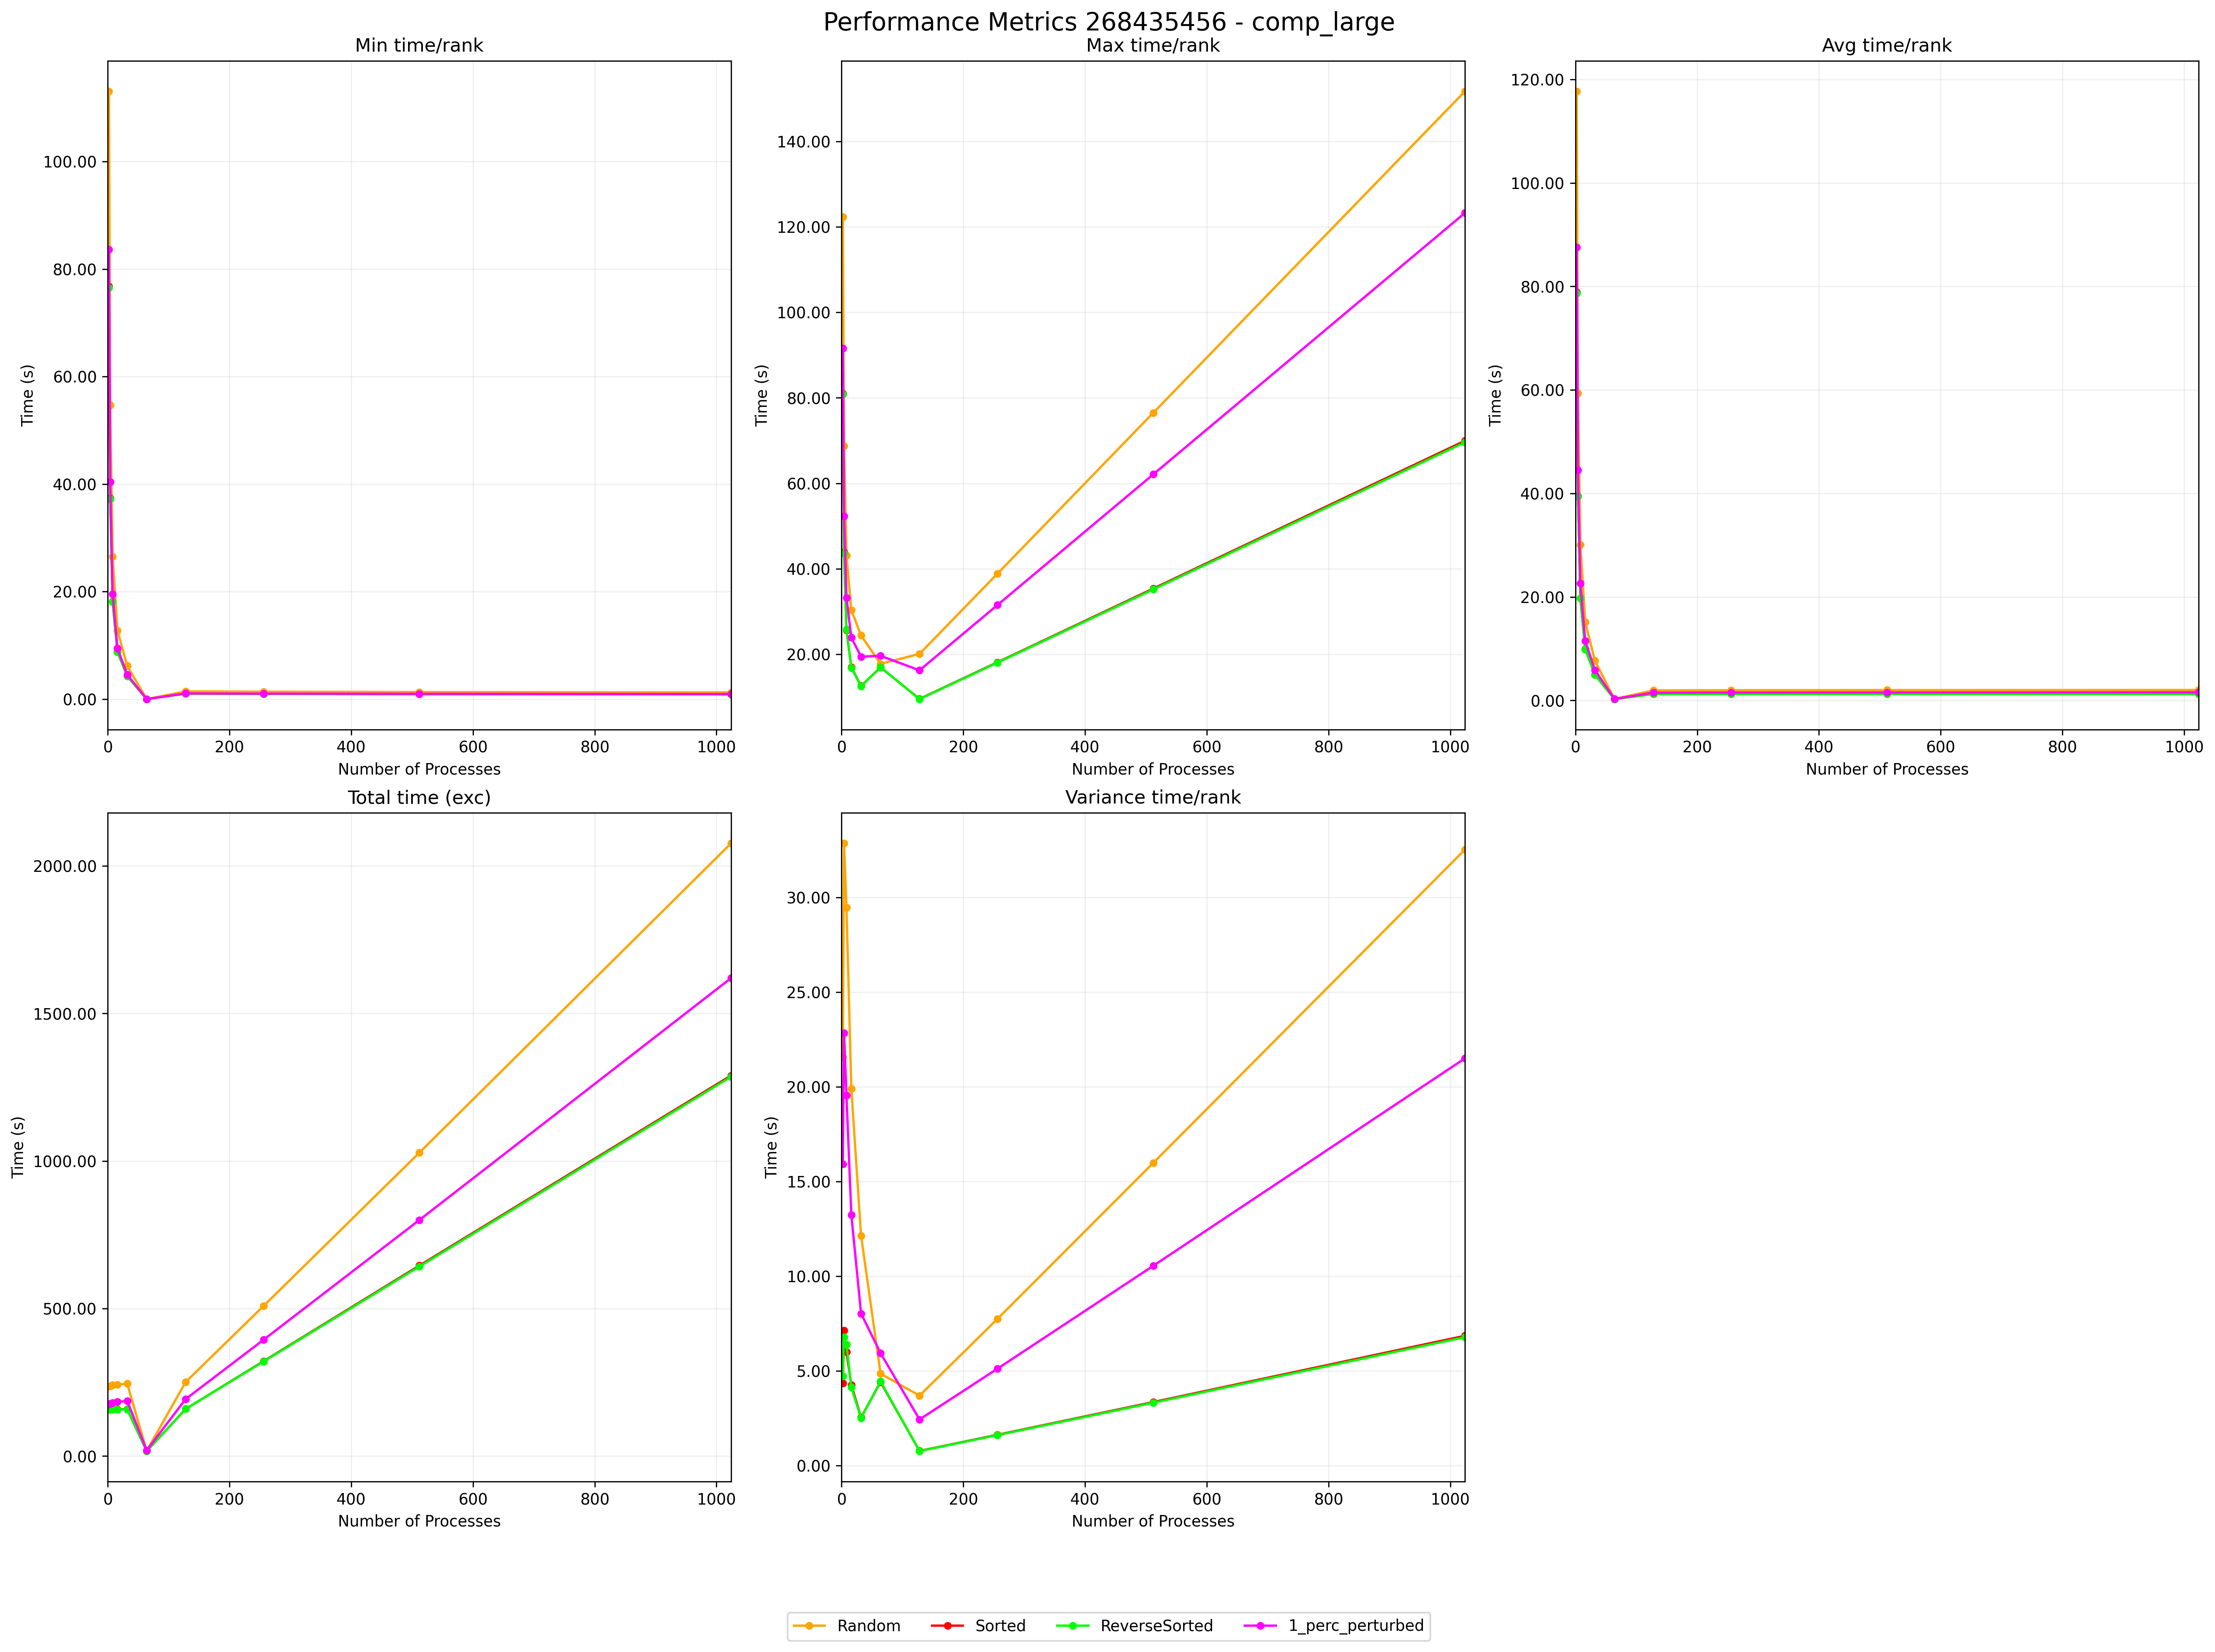 Performance Metrics 268435456 - comp_large
Min time/rank
Time (s)
100.00
80.00
60.00
40.00
20.00
0.00
0 200 400 600 800 1000
Number of Processes
Max time/rank
Time (s)
140.00
120.00
100.00
80.00
60.00
40.00
20.00
0 200 400 600 800 1000
Number of Processes
Avg time/rank
Time (s)
120.00
100.00
80.00
60.00
40.00
20.00
0.00
0 200 400 600 800 1000
Number of Processes
Total time (exc)
Time (s)
2000.00
1500.00
1000.00
500.00
0.00
0 200 400 600 800 1000
Number of Processes
Variance time/rank
Time (s)
30.00
25.00
20.00
15.00
10.00
5.00
0.00
0 200 400 600 800 1000
Number of Processes
Random Sorted ReverseSorted 1_perc_perturbed